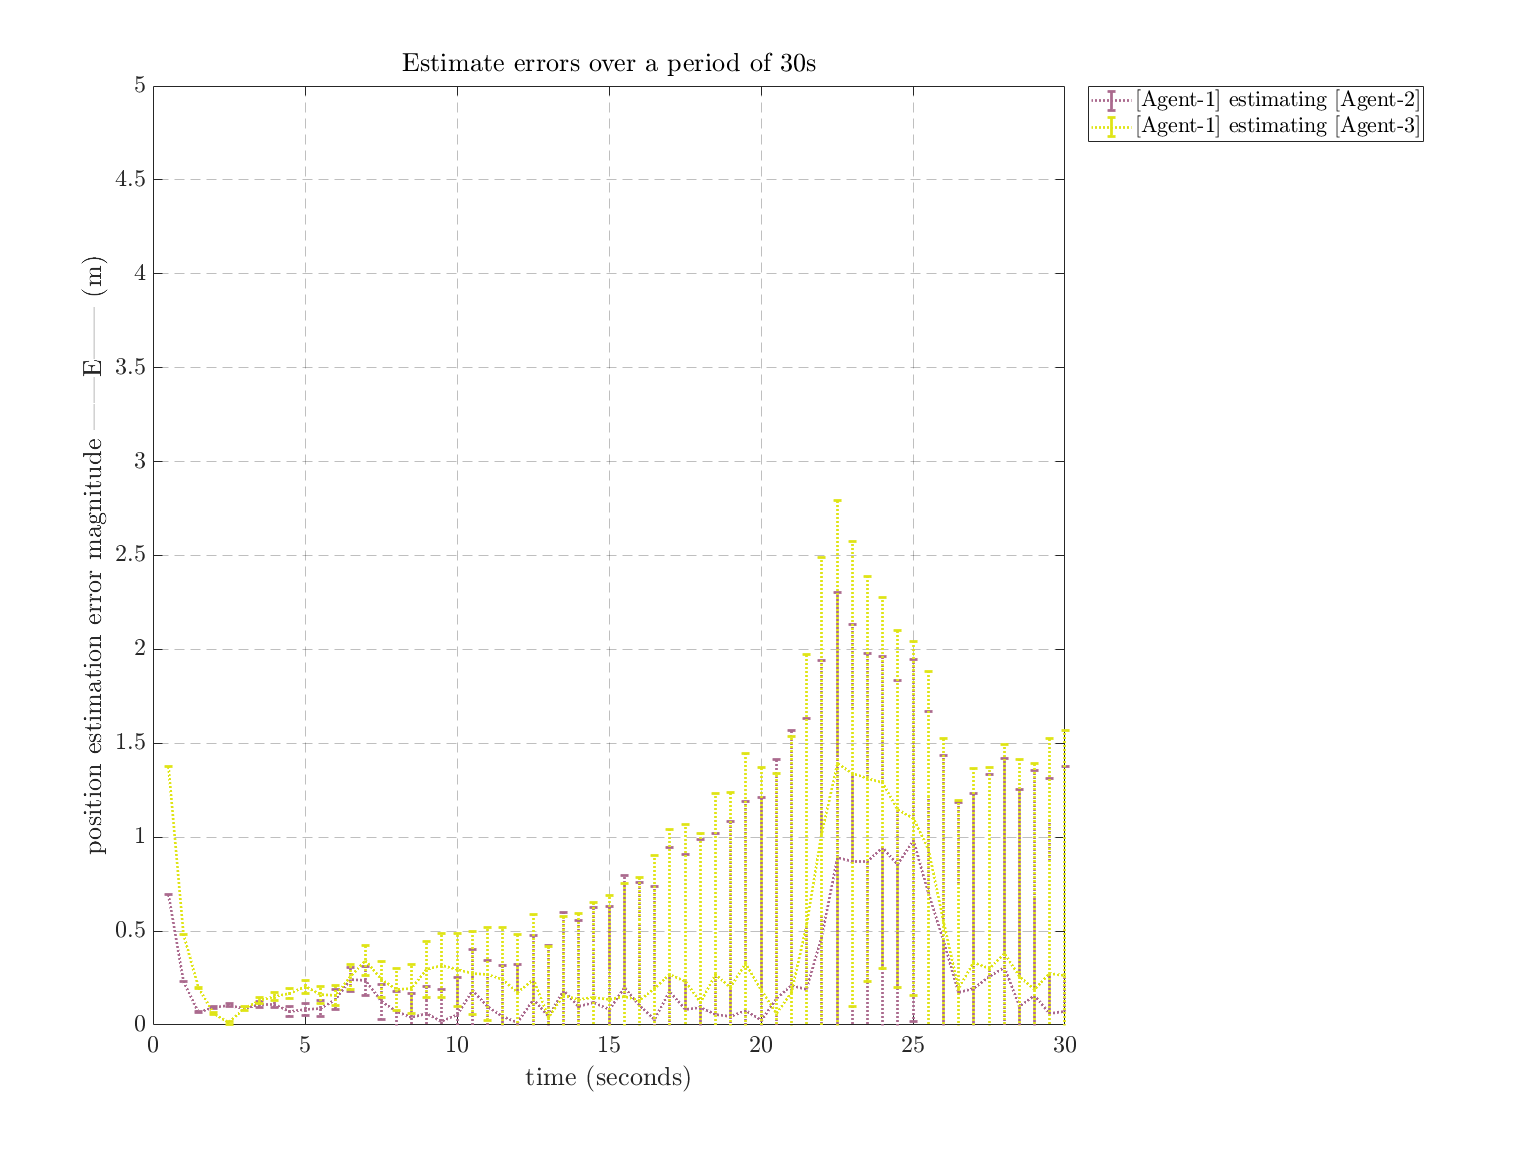 Estimate errors over a period of 30s
[Agent-1] estimating [Agent-2]
[Agent-1] estimating [Agent-3]
5
4.5
4
3.5
3
2.5
2
1.5
1
0.5
0
position estimation error magnitude ——E—— (m)
0 5 10 15 20 25 30
time (seconds)